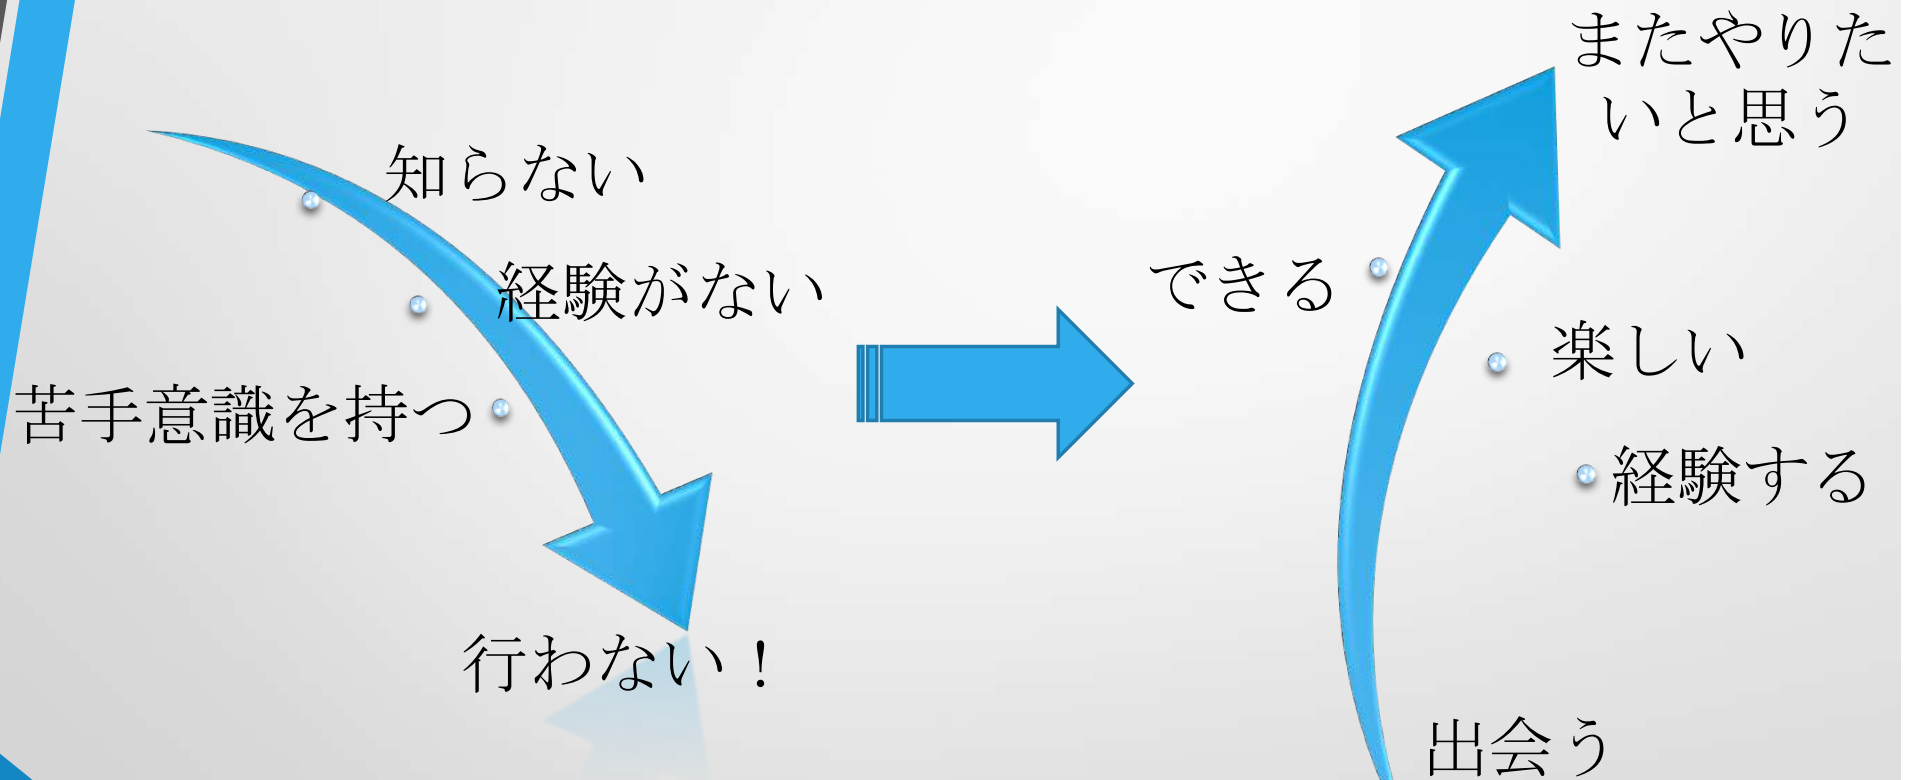 知らない
経験がない
苦手意識を持つ
行わない！
またやりた
いと思う
できる
楽しい
経験する
出会う